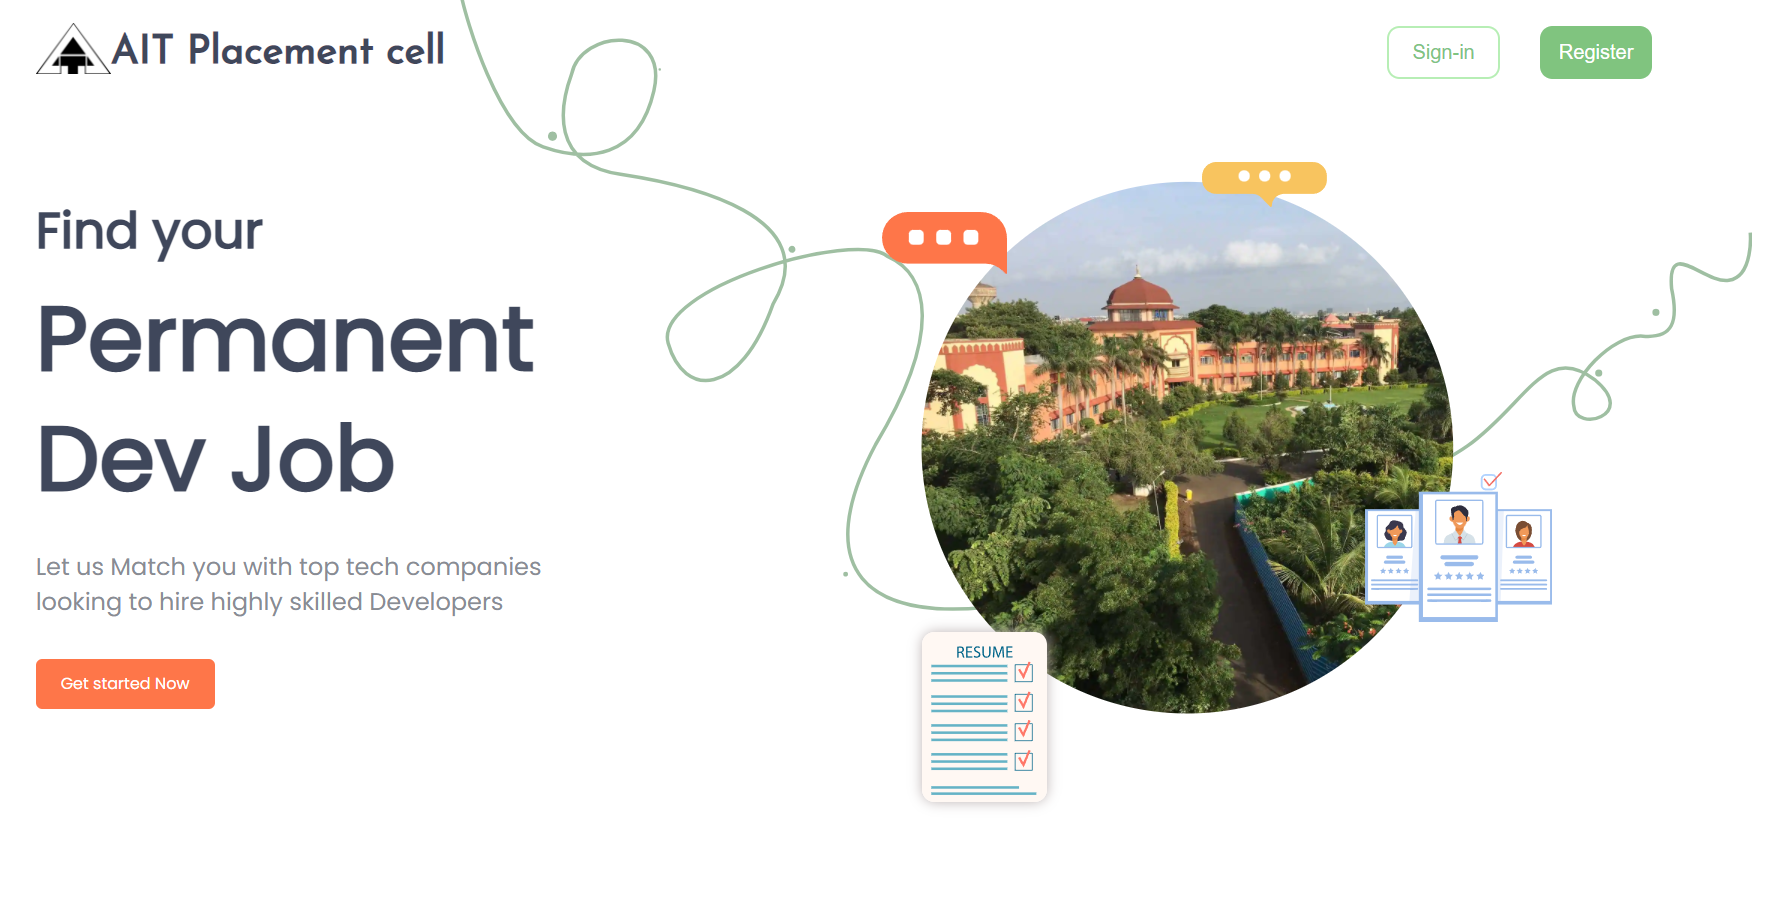 AIT Placement cell
Sign-in
Register
Find your
Permanent
Dev Job
Let us Match you with top tech companies
looking to hire highly skilled Developers
Get started Now
RESUME